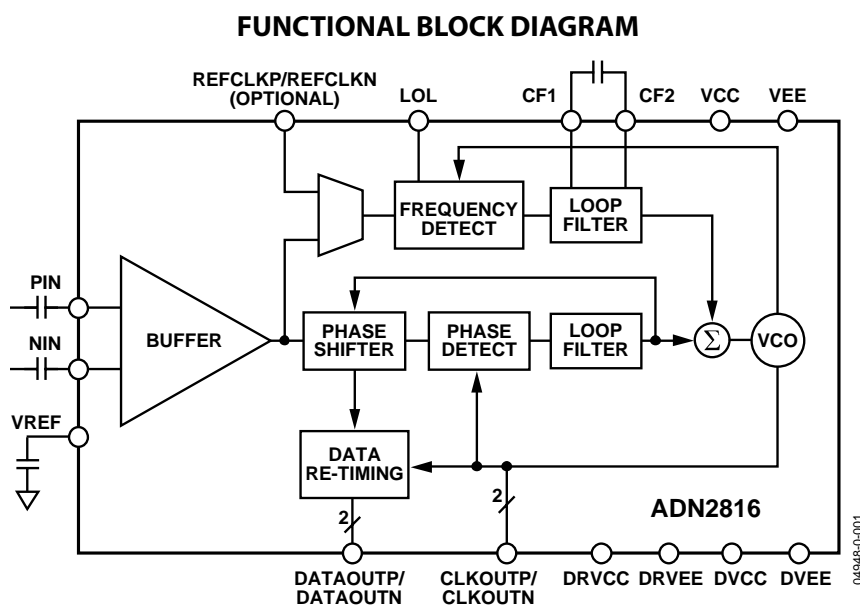 FUNCTIONAL BLOCK DIAGRAM
REFCLKP/REFCLKN
(OPTIONAL)
LOL
CF1
CF2
VCC
VEE
FREQUENCY
DETECT
LOOP
FILTER
PIN
NIN
VREF
BUFFER
PHASE
SHIFTER
PHASE
DETECT
LOOP
FILTER
Σ
VCO
DATA
RE-TIMING
2
2
ADN2816
DATAOUTP/
DATAOUTN
CLKOUTP/
CLKOUTN
DRVCC
DRVEE
DVCC
DVEE
04948-0-001